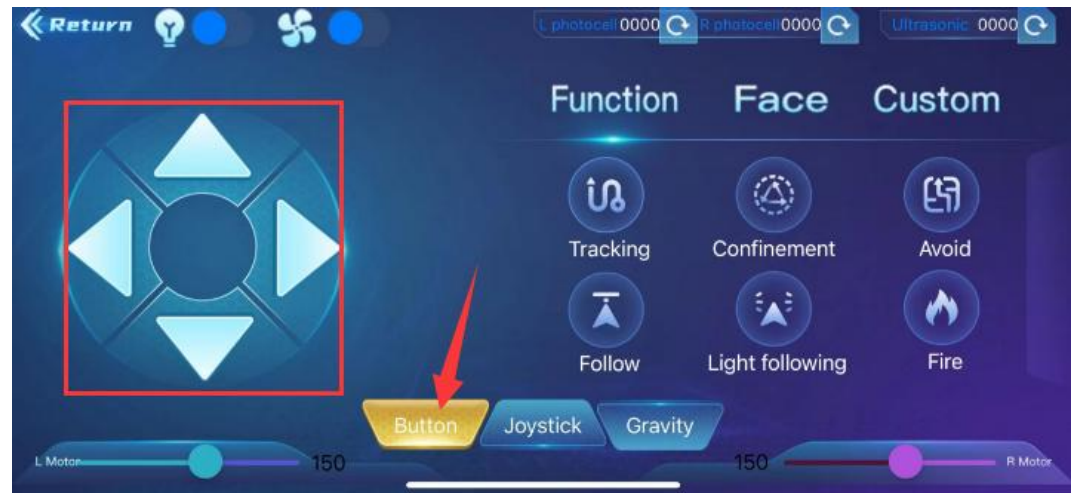 Return L photocell 0000 R photocell 0000 Ultrasonic 0000
Function Face Custom
Tracking Confinement Avoid
Follow Light following Fire
Button Joystick Gravity
L Motor 150 150 R Motor